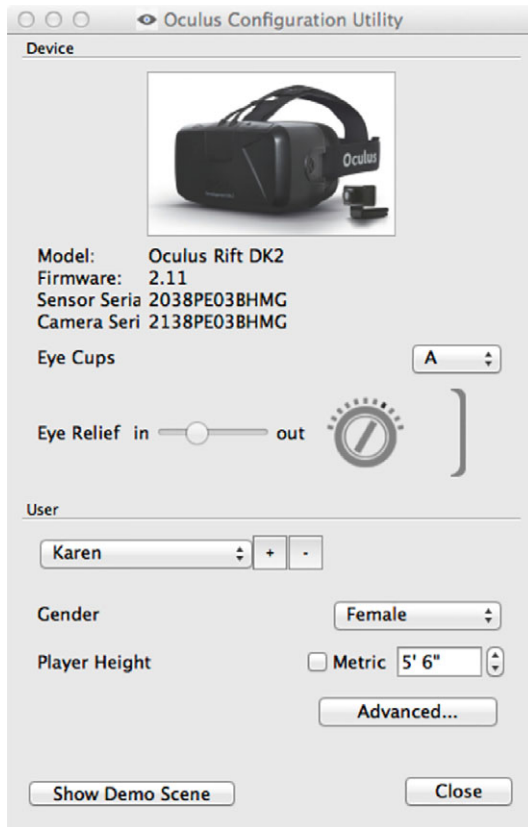 Oculus Configuration Utility
Device
Oculus
Model: Oculus Rift DK2
Firmware: 2.11
Sensor Seria 2038PE03BHMG
Camera Seri 2138PE03BHMG
Eye Cups A
Eye Relief in out
User
Karen + -
Gender Female
Player Height Metric 5' 6"
Advanced...
Show Demo Scene Close